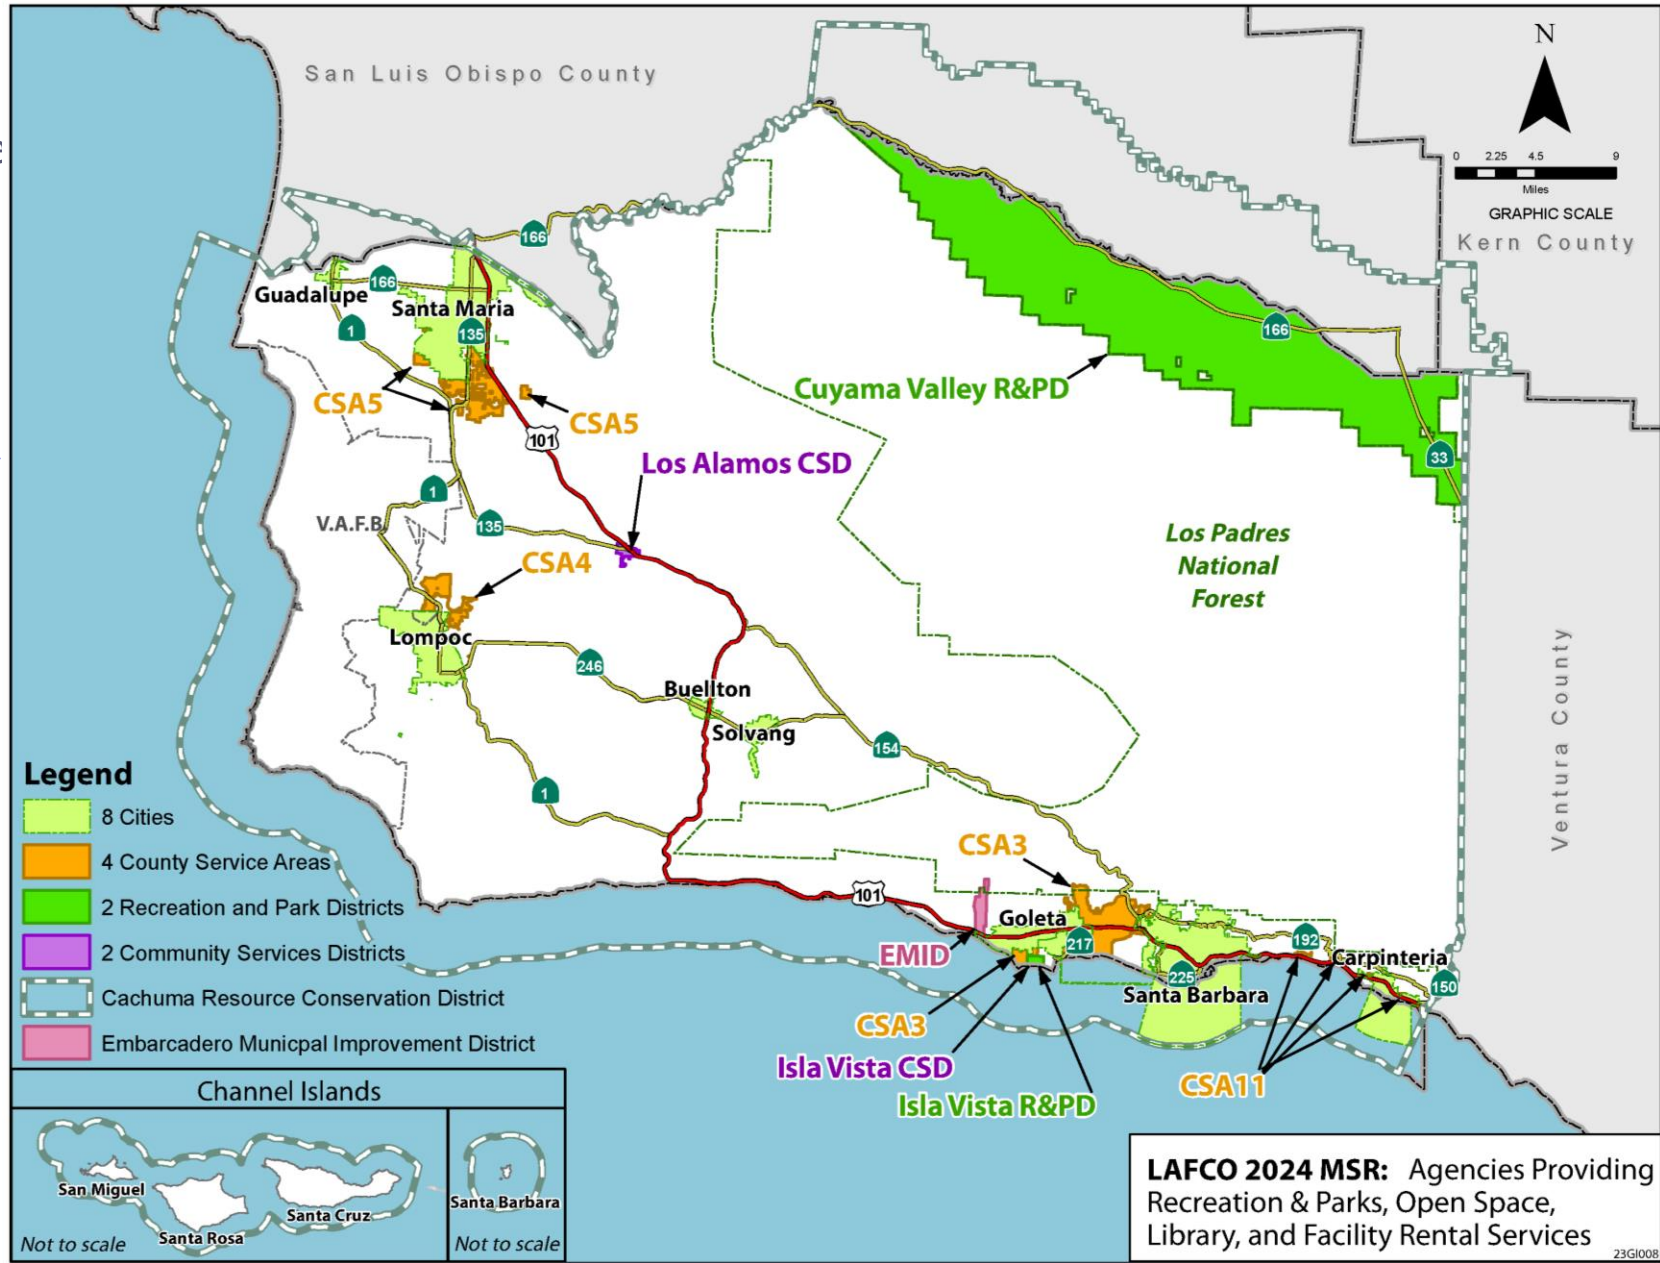 San Luis Obispo County
N
0 2.25 4.5 9
Miles
GRAPHIC SCALE
Kern County
166
166
Guadalupe
Santa Maria
1
135
166
CSA5
CSA5
Cuyama Valley R&PD
101
33
Los Alamos CSD
1
V.A.F.B.
135
Los Padres
National
Forest
CSA4
Lompoc
246
Buellton
Solvang
154
1
Ventura County
CSA3
101
Goleta
217
192
EMID
Carpinteria
225
150
Santa Barbara
CSA3
Isla Vista CSD
CSA11
Isla Vista R&PD
Legend
8 Cities
4 County Service Areas
2 Recreation and Park Districts
2 Community Services Districts
Cachuma Resource Conservation District
Embarcadero Municpal Improvement District
Channel Islands
San Miguel
Santa Rosa
Santa Cruz
Santa Barbara
Not to scale
Not to scale
LAFCO 2024 MSR: Agencies Providing
Recreation & Parks, Open Space,
Library, and Facility Rental Services
23GI008